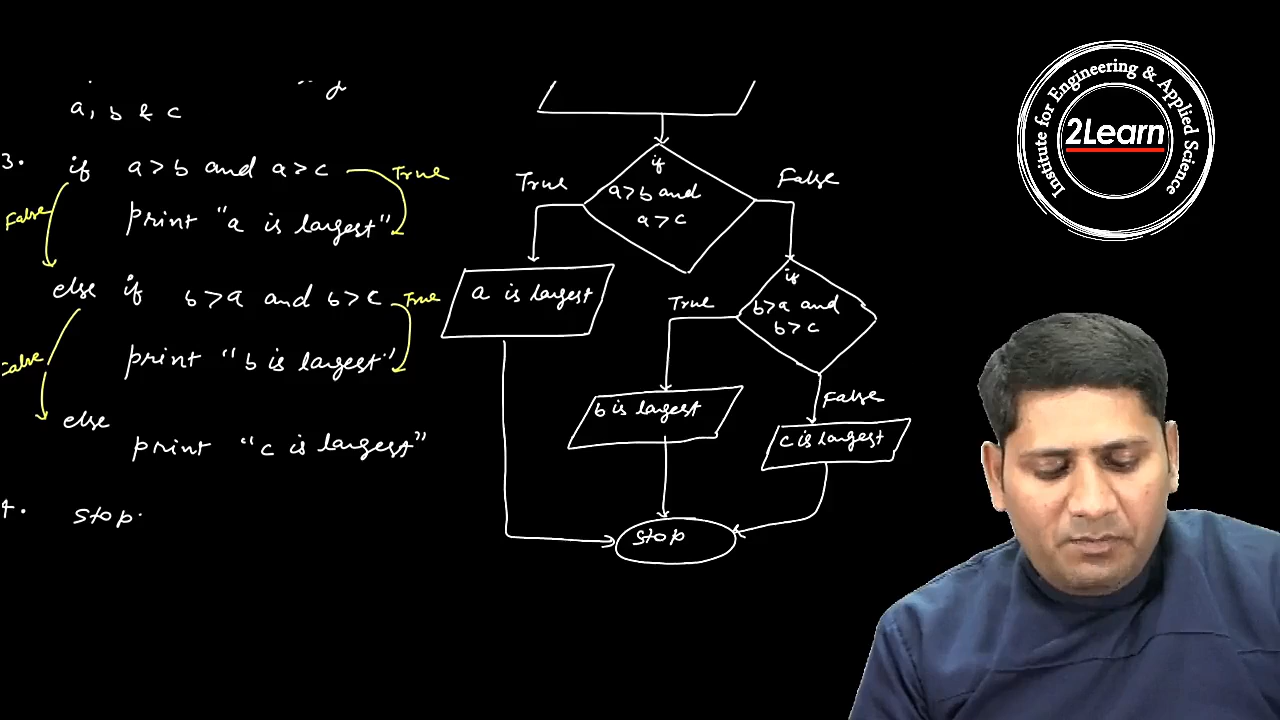 a, b & c
3. if a > b and a > c True
False print "a is largest"
else if b > a and b > c True
False print "b is largest"
else
print "c is largest"
4. stop.
if
a > b and
a > c
True
False
a is largest
if
b > a and
b > c
True
False
b is largest
c is largest
stop
Institute for Engineering & Applied Science
2Learn